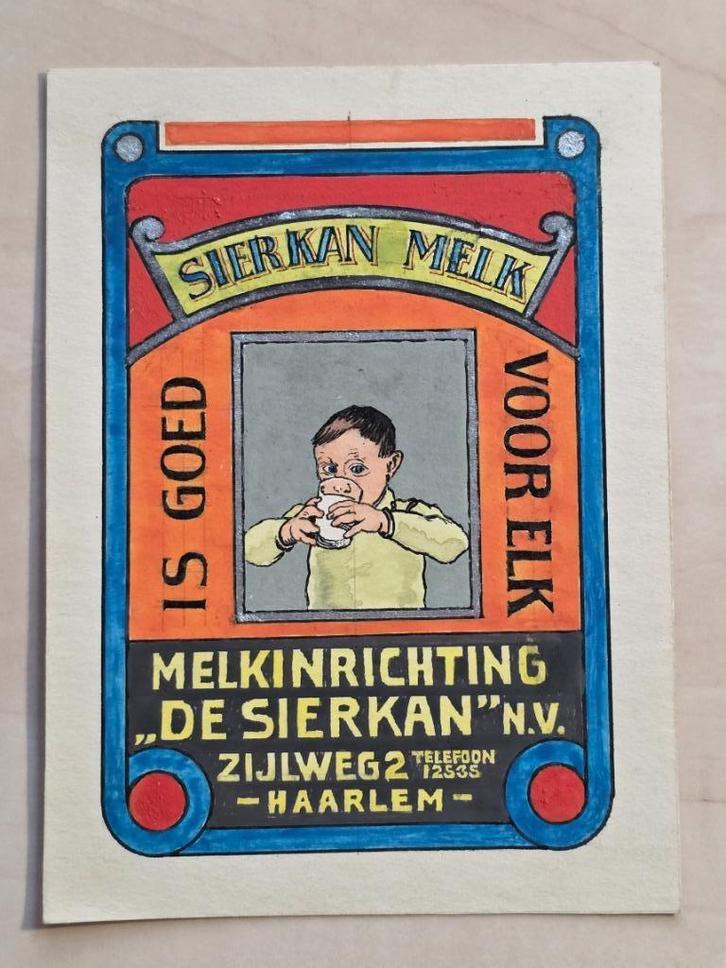 SIERKAN MELK
IS GOED
VOOR ELK
MELKINRICHTING
„DE SIERKAN” N.V.
ZIJLWEG 2 TELEFOON 12535
– HAARLEM –